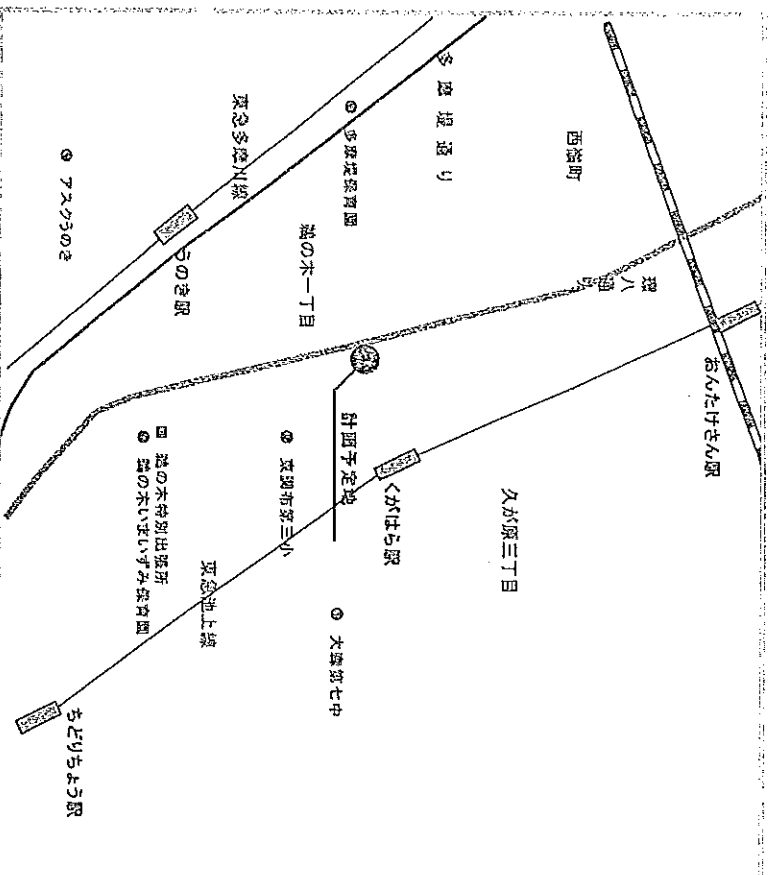 おんたけさん駅
西嶺町
環八通り
多摩堤通り
久が原三丁目
多摩堤保育園
くがはら駅
計画予定地
大森第七中
鵜の木一丁目
東調布第三小
東急多摩川線
うのき駅
東急池上線
鵜の木特別出張所
鵜の木いまいずみ保育園
アスクうのき
ちどりちょう駅